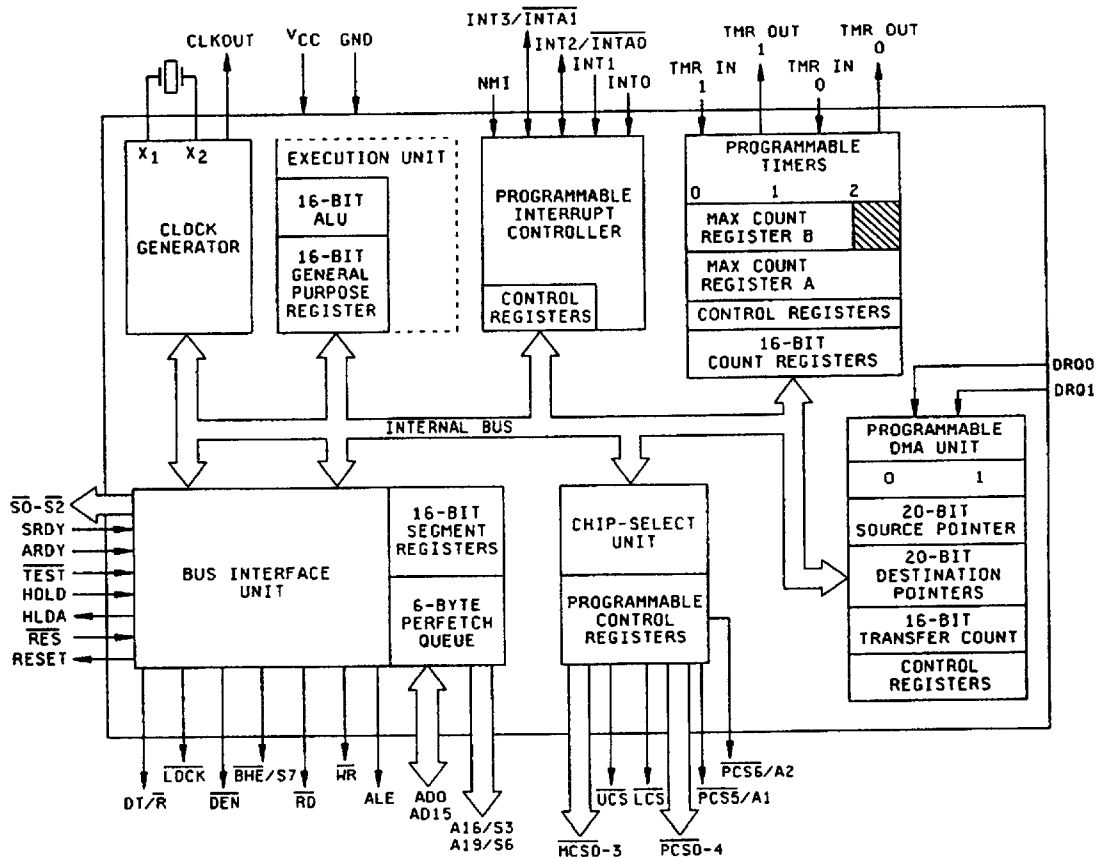 INT3/INTA1
INT2/INTA0
INT1
INT0
NMI
CLKOUT
VCC
GND
TMR OUT
1
TMR OUT
0
TMR IN
1
TMR IN
0
X1
X2
CLOCK
GENERATOR
EXECUTION UNIT
16-BIT
ALU
16-BIT
GENERAL
PURPOSE
REGISTER
PROGRAMMABLE
INTERRUPT
CONTROLLER
CONTROL
REGISTERS
PROGRAMMABLE
TIMERS
0 1 2
MAX COUNT
REGISTER B
MAX COUNT
REGISTER A
CONTROL REGISTERS
16-BIT
COUNT REGISTERS
DRQ0
DRQ1
INTERNAL BUS
PROGRAMMABLE
DMA UNIT
0 1
20-BIT
SOURCE POINTER
20-BIT
DESTINATION
POINTERS
16-BIT
TRANSFER COUNT
CONTROL
REGISTERS
S0-S2
SRDY
ARDY
TEST
HOLD
HLDA
RES
RESET
BUS INTERFACE
UNIT
16-BIT
SEGMENT
REGISTERS
6-BYTE
PERFETCH
QUEUE
CHIP-SELECT
UNIT
PROGRAMMABLE
CONTROL
REGISTERS
DT/R
LOCK
DEN
BHE/S7
RD
WR
ALE
AD0
AD15
A16/S3
A19/S6
MCS0-3
UCS
LCS
PCS0-4
PCS5/A1
PCS6/A2